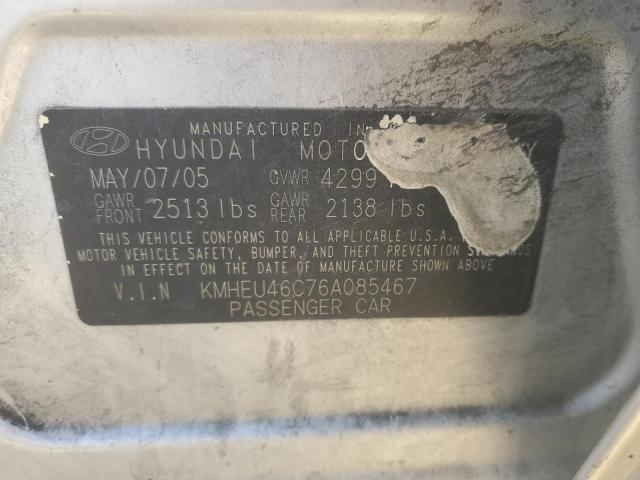 MANUFACTURED IN
HYUNDAI MOTO Y
MAY/07/05 GVWR 4299
GAWR FRONT 2513 lbs GAWR REAR 2138 lbs
THIS VEHICLE CONFORMS TO ALL APPLICABLE U.S.A.
MOTOR VEHICLE SAFETY, BUMPER, AND THEFT PREVENTION
IN EFFECT ON THE DATE OF MANUFACTURE SHOWN ABOVE
V.I.N KMHEU46C76A085467
PASSENGER CAR